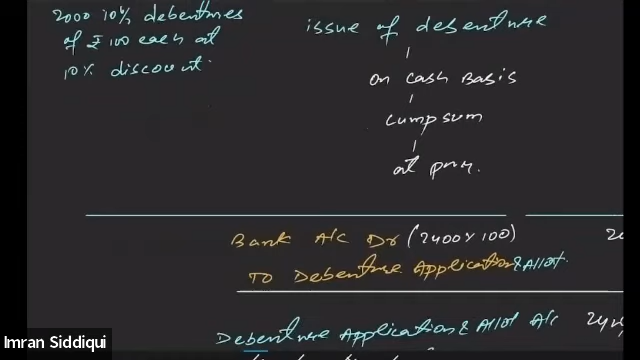 2000 10% debentures
of ₹100 each at
10% discount.
issue of debenture
on cash Basis
Lumpsum
at
Bank A/c Dr (2400×100)
To Debenture Application & Allot.
Debenture Application & Allot A/c
Imran Siddiqui